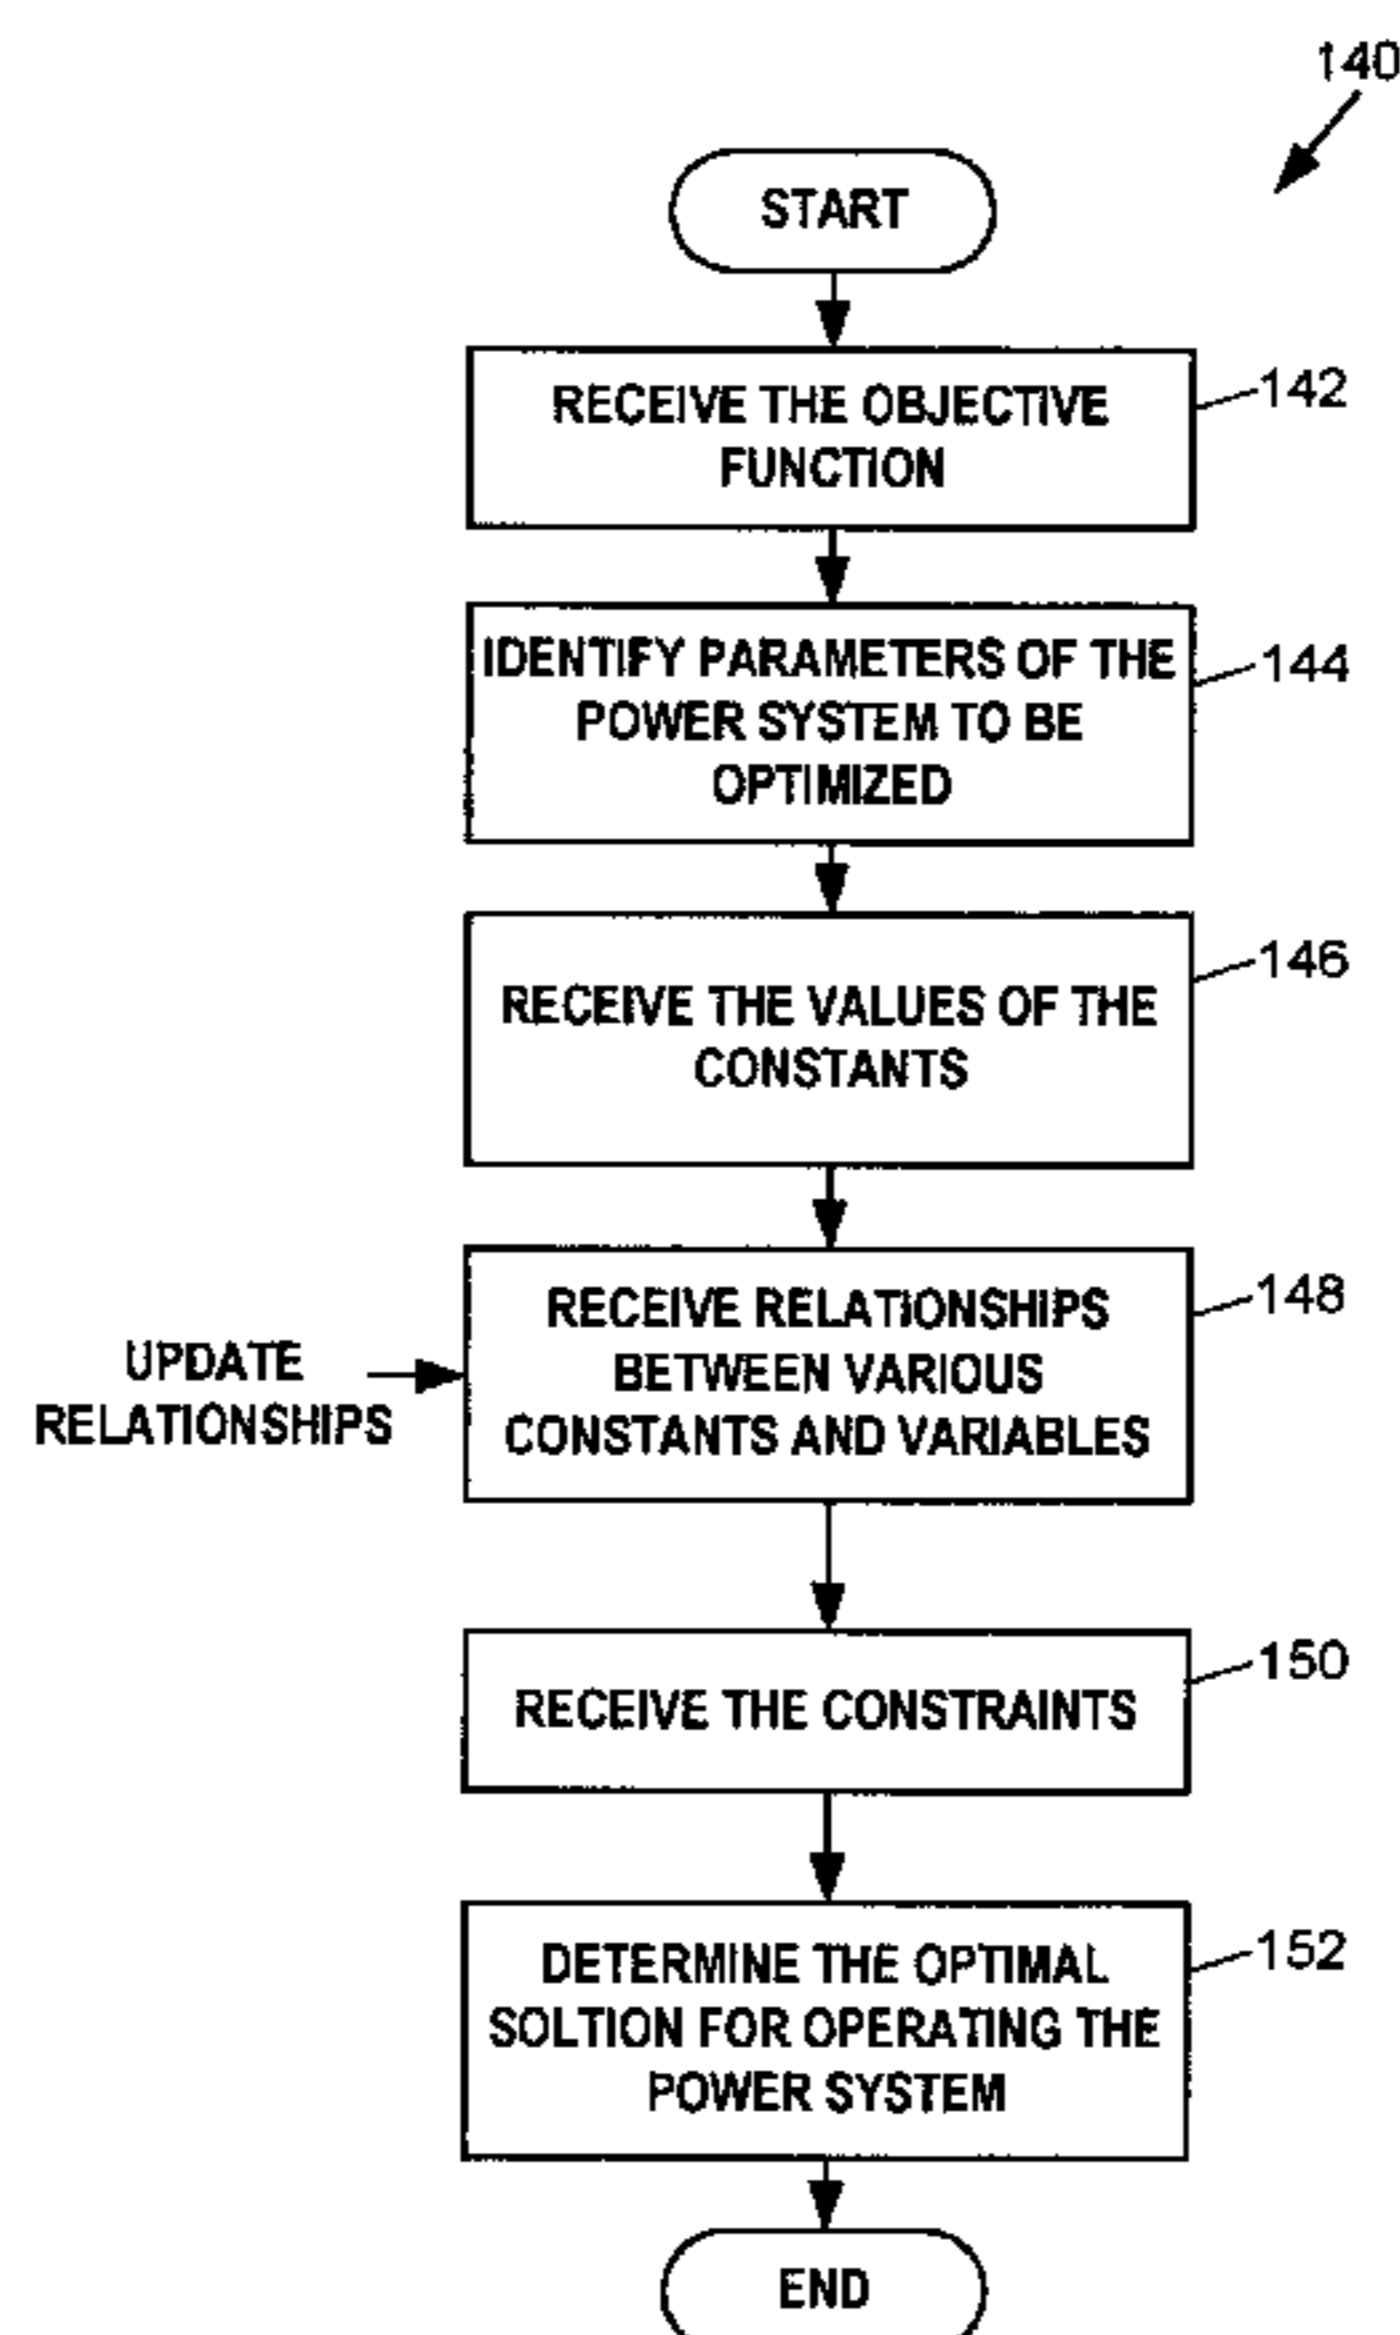 140
START
RECEIVE THE OBJECTIVE
FUNCTION
142
IDENTIFY PARAMETERS OF THE
POWER SYSTEM TO BE
OPTIMIZED
144
RECEIVE THE VALUES OF THE
CONSTANTS
146
RECEIVE RELATIONSHIPS
BETWEEN VARIOUS
CONSTANTS AND VARIABLES
148
UPDATE
RELATIONSHIPS
RECEIVE THE CONSTRAINTS
150
DETERMINE THE OPTIMAL
SOLTION FOR OPERATING THE
POWER SYSTEM
152
END